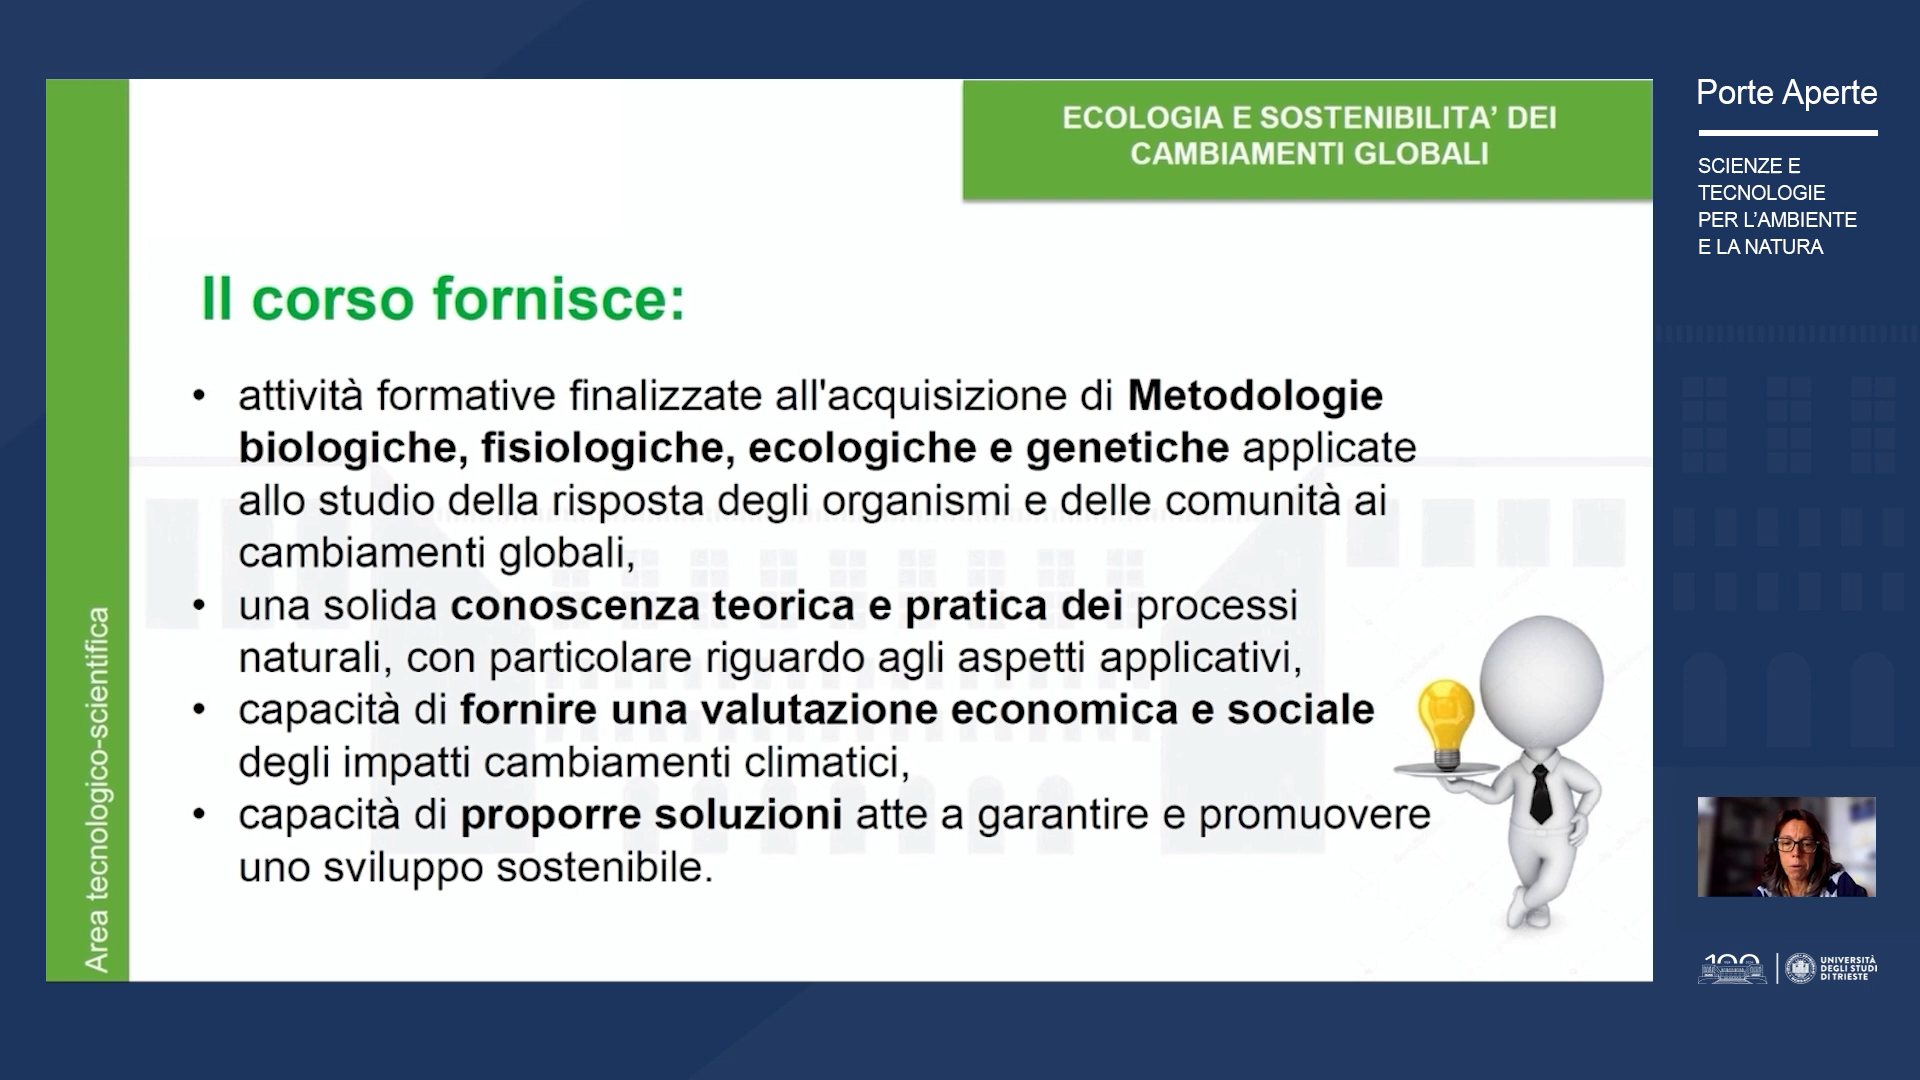 ECOLOGIA E SOSTENIBILITA’ DEI
CAMBIAMENTI GLOBALI
Il corso fornisce:
• attività formative finalizzate all'acquisizione di Metodologie
biologiche, fisiologiche, ecologiche e genetiche applicate
allo studio della risposta degli organismi e delle comunità ai
cambiamenti globali,
• una solida conoscenza teorica e pratica dei processi
naturali, con particolare riguardo agli aspetti applicativi,
• capacità di fornire una valutazione economica e sociale
degli impatti cambiamenti climatici,
• capacità di proporre soluzioni atte a garantire e promuovere
uno sviluppo sostenibile.
Area tecnologico-scientifica
Porte Aperte
SCIENZE E
TECNOLOGIE
PER L’AMBIENTE
E LA NATURA
100
UNIVERSITÀ
DEGLI STUDI
DI TRIESTE